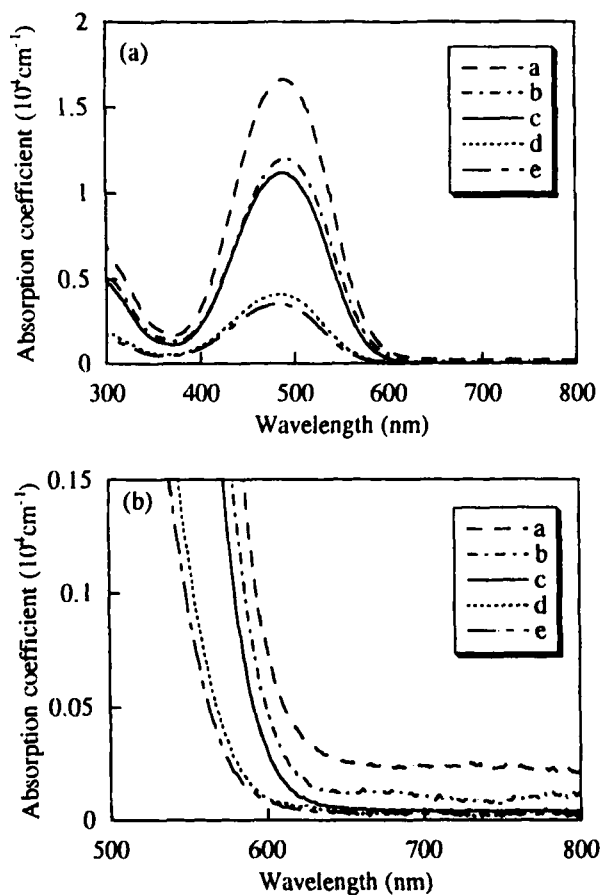 (a)
Absorption coefficient (10⁴cm⁻¹)
2
1.5
1
0.5
0
300 400 500 600 700 800
Wavelength (nm)
a
b
c
d
e
(b)
Absorption coefficient (10⁴cm⁻¹)
0.15
0.1
0.05
0
500 600 700 800
Wavelength (nm)
a
b
c
d
e